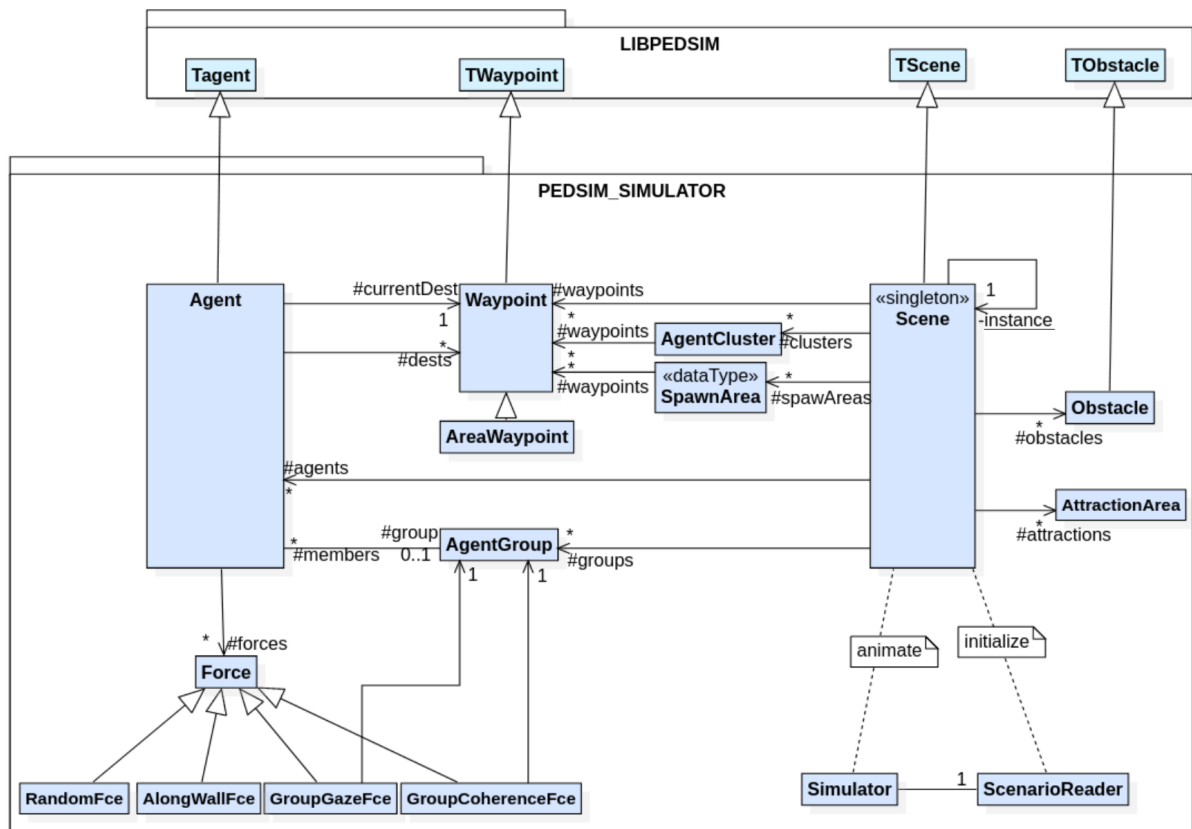 LIBPEDSIM
Tagent
TWaypoint
TScene
TObstacle
PEDSIM_SIMULATOR
Agent
#currentDest
1
*
#dests
Waypoint
#waypoints
*
#waypoints
*
*
#waypoints
AgentCluster
*
#clusters
«dataType»
SpawnArea
*
#spawAreas
«singleton»
Scene
1
-instance
AreaWaypoint
Obstacle
*
#obstacles
#agents
*
AttractionArea
*
#attractions
*
#members
#group
0..1
AgentGroup
*
#groups
1
1
*
#forces
Force
animate
initialize
RandomFce
AlongWallFce
GroupGazeFce
GroupCoherenceFce
Simulator
1
ScenarioReader